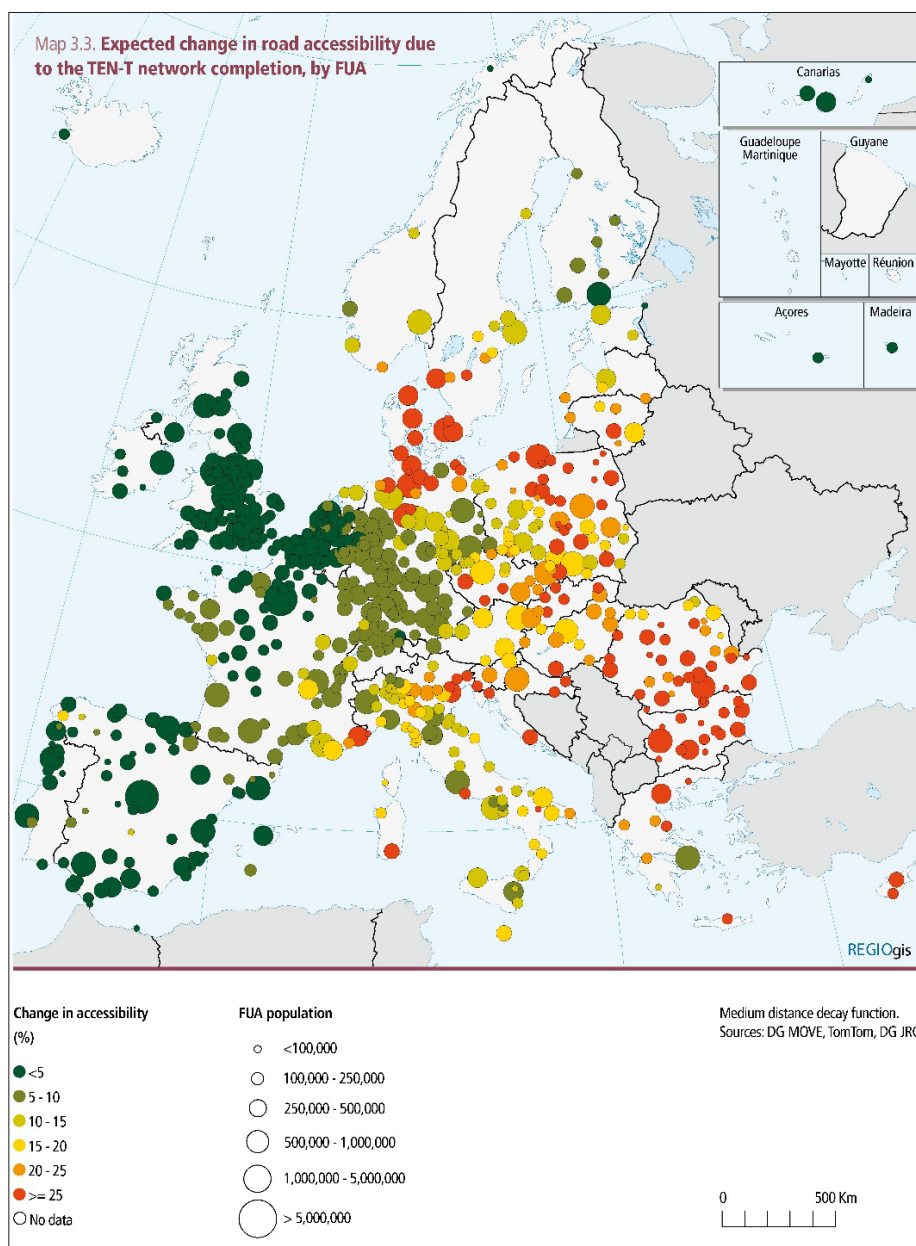 Map 3.3. Expected change in road accessibility due
to the TEN-T network completion, by FUA
Canarias
Guadeloupe
Martinique
Guyane
Mayotte
Réunion
Açores
Madeira
REGIOgis
Change in accessibility
(%)
<5
5 - 10
10 - 15
15 - 20
20 - 25
>= 25
No data
FUA population
<100,000
100,000 - 250,000
250,000 - 500,000
500,000 - 1,000,000
1,000,000 - 5,000,000
> 5,000,000
Medium distance decay function.
Sources: DG MOVE, TomTom, DG JRC
0 500 Km